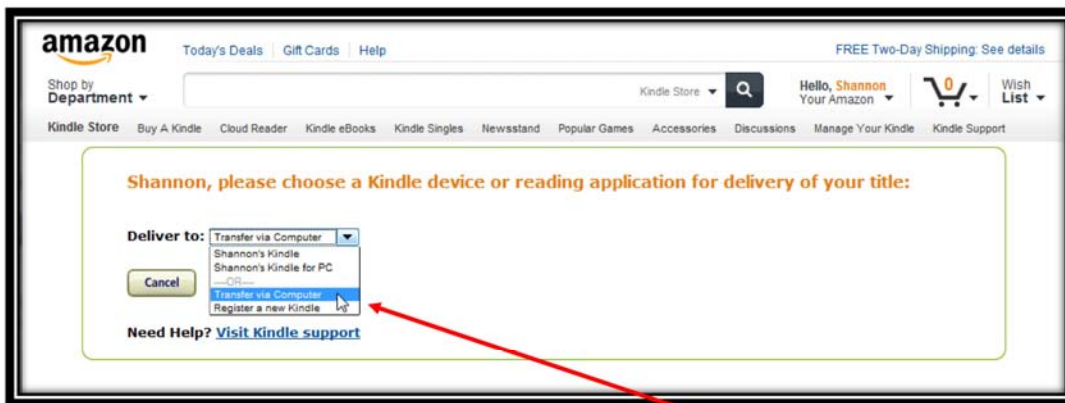 amazon
Today's Deals Gift Cards Help
FREE Two-Day Shipping: See details
Shop by
Department
Kindle Store
Hello, Shannon
Your Amazon
0
Wish
List
Kindle Store Buy A Kindle Cloud Reader Kindle eBooks Kindle Singles Newsstand Popular Games Accessories Discussions Manage Your Kindle Kindle Support
Shannon, please choose a Kindle device or reading application for delivery of your title:
Deliver to: Transfer via Computer
Shannon's Kindle
Shannon's Kindle for PC
----OR----
Transfer via Computer
Register a new Kindle
Cancel
Need Help? Visit Kindle support